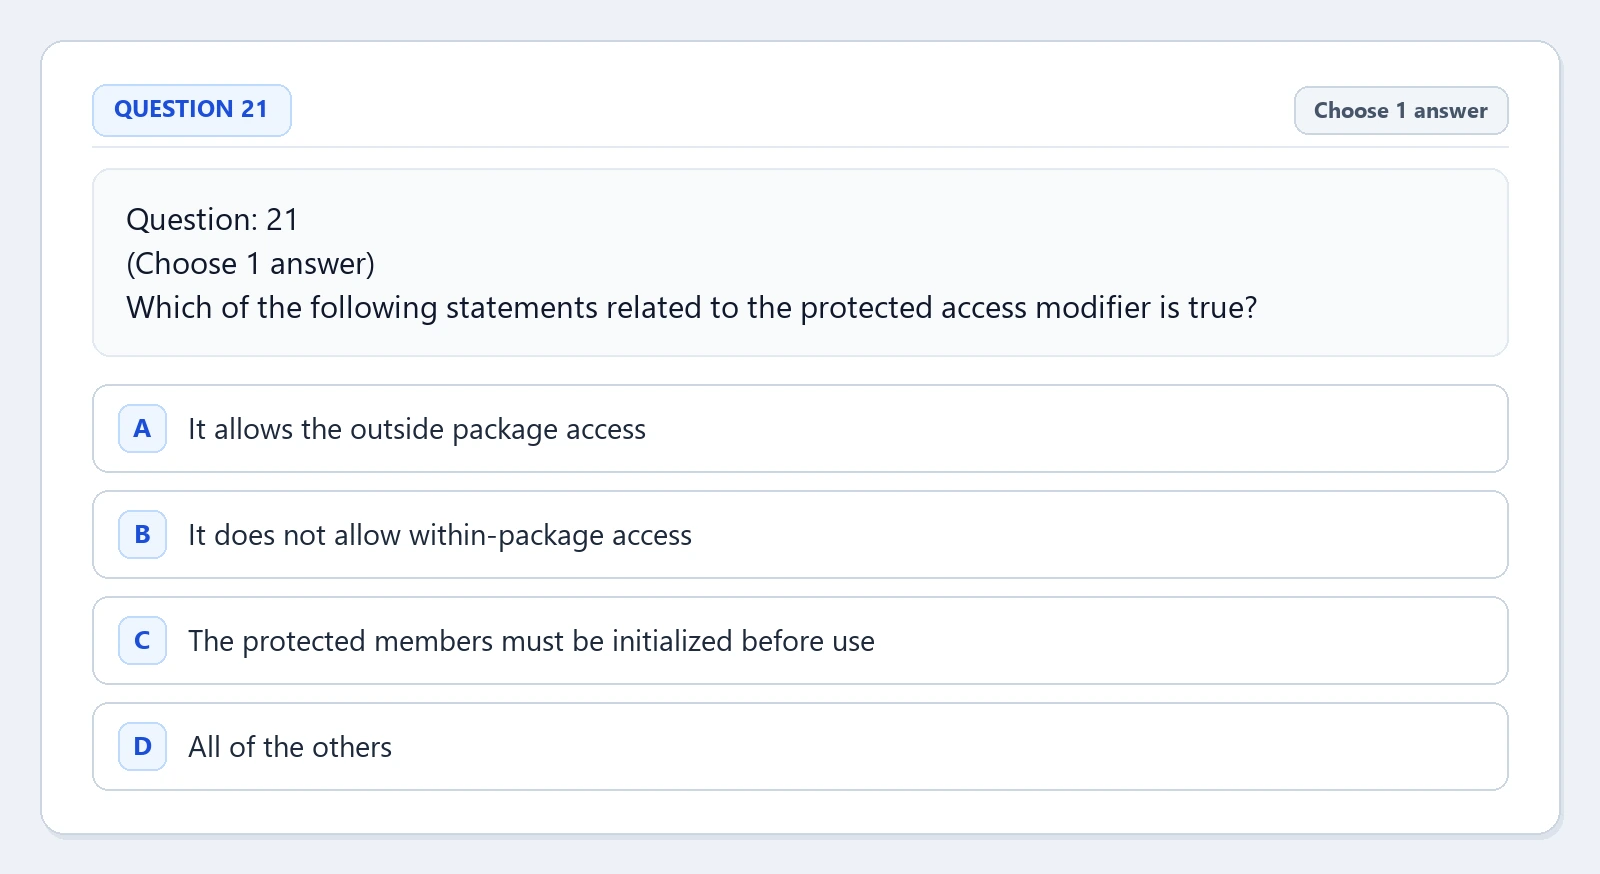 QUESTION 21
Choose 1 answer
Question: 21
(Choose 1 answer)
Which of the following statements related to the protected access modifier is true?
A It allows the outside package access
B It does not allow within-package access
C The protected members must be initialized before use
D All of the others